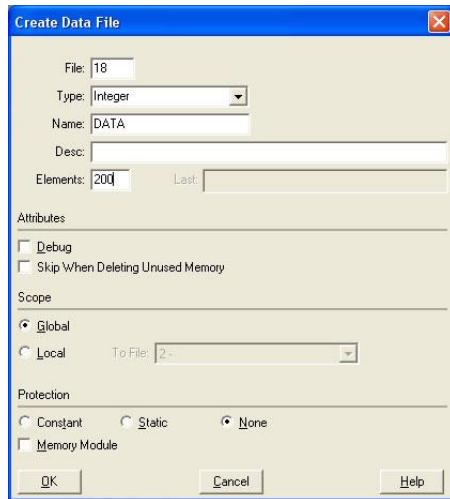 Create Data File
File: 18
Type: Integer
Name: DATA
Desc:
Elements: 200 Last:
Attributes
Debug
Skip When Deleting Unused Memory
Scope
Global
Local To File: 2 -
Protection
Constant Static None
Memory Module
OK Cancel Help